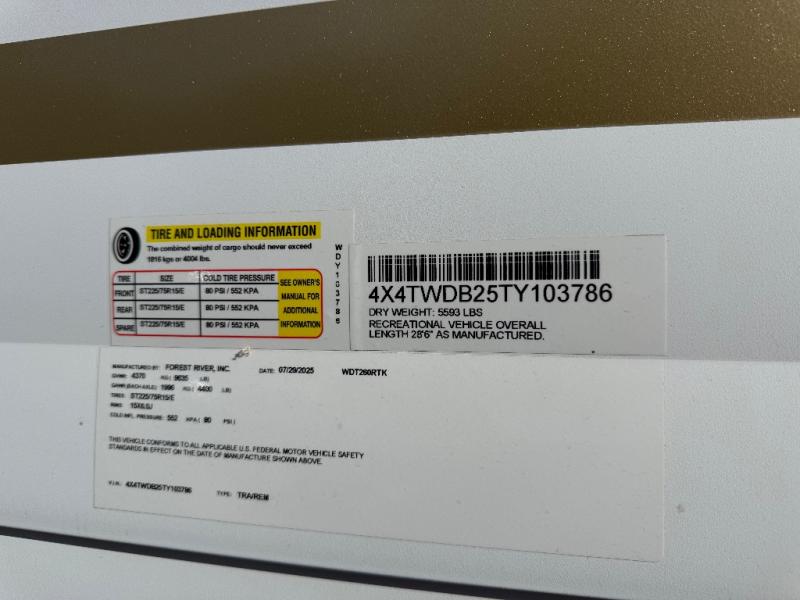 TIRE AND LOADING INFORMATION
The combined weight of cargo should never exceed
1816 kgs or 4004 lbs.
TIRE SIZE COLD TIRE PRESSURE
FRONT ST225/75R15/E 80 PSI / 552 KPA
REAR ST225/75R15/E 80 PSI / 552 KPA
SPARE ST225/75R15/E 80 PSI / 552 KPA
SEE OWNER'S
MANUAL FOR
ADDITIONAL
INFORMATION
WDY103786
4X4TWDB25TY103786
DRY WEIGHT: 5593 LBS
RECREATIONAL VEHICLE OVERALL
LENGTH 28'6" AS MANUFACTURED.
MANUFACTURED BY: FOREST RIVER, INC. DATE: 07/29/2025 WDT260RTK
GVWR: 4370 KG ( 9635 LB)
GAWR (EACH AXLE): 1996 KG ( 4400 LB)
TIRES: ST225/75R15/E
RIMS: 15X6.5J
COLD INFL. PRESSURE: 552 KPA ( 80 PSI )
THIS VEHICLE CONFORMS TO ALL APPLICABLE U.S. FEDERAL MOTOR VEHICLE SAFETY
STANDARDS IN EFFECT ON THE DATE OF MANUFACTURE SHOWN ABOVE.
V.I.N.: 4X4TWDB25TY103786 TYPE: TRA/REM